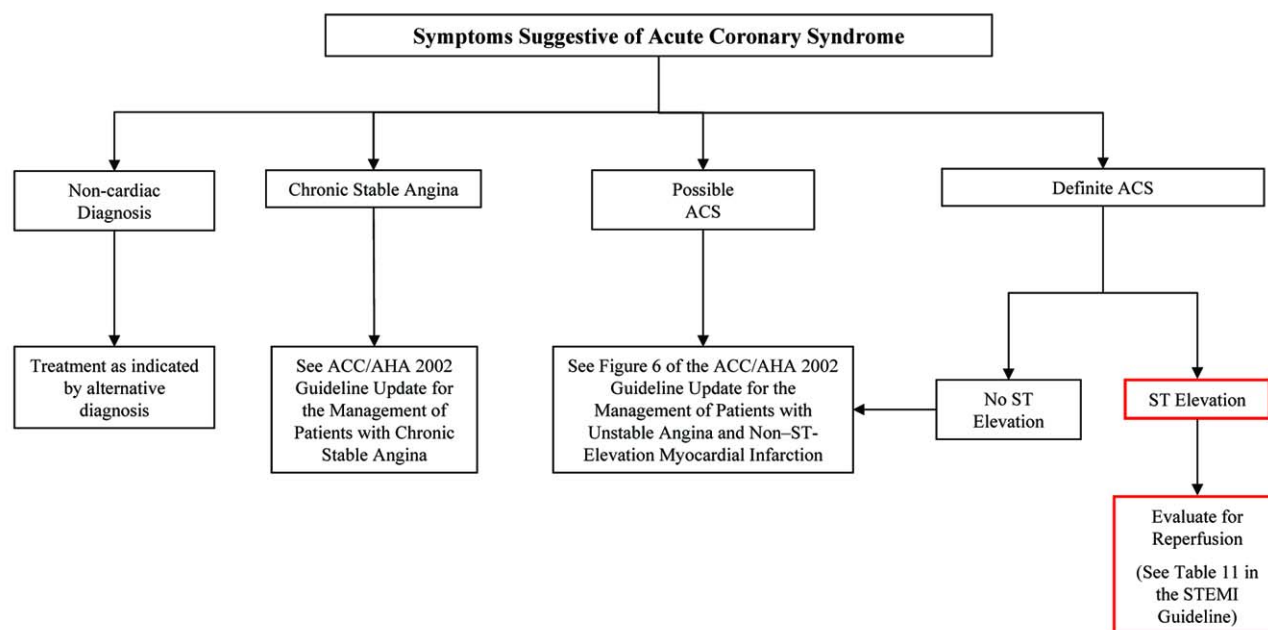 Symptoms Suggestive of Acute Coronary Syndrome
Non-cardiac
Diagnosis
Chronic Stable Angina
Possible
ACS
Definite ACS
Treatment as indicated
by alternative
diagnosis
See ACC/AHA 2002
Guideline Update for
the Management of
Patients with Chronic
Stable Angina
See Figure 6 of the ACC/AHA 2002
Guideline Update for the
Management of Patients with
Unstable Angina and Non–ST-
Elevation Myocardial Infarction
No ST
Elevation
ST Elevation
Evaluate for
Reperfusion
(See Table 11 in
the STEMI
Guideline)